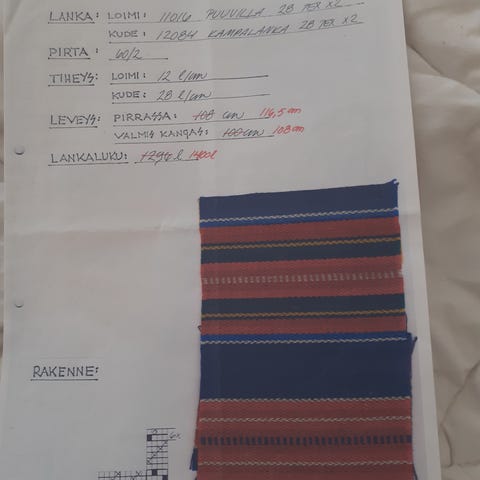 LANKA: LOIMI: 11016 PUUVILLA 28 TEX X2
KUDE: 12084 KAMPALANKA 28 TEX X2
PIRTA: 60/2
TIHEYS: LOIMI: 12 l/cm
KUDE: 28 l/cm
LEVEYS: PIRRASSA: 108 cm 116,5 cm
VALMIS KANGAS: 100 cm 108 cm
LANKALUKU: 1296 l 1400 l
RAKENNE:
6X